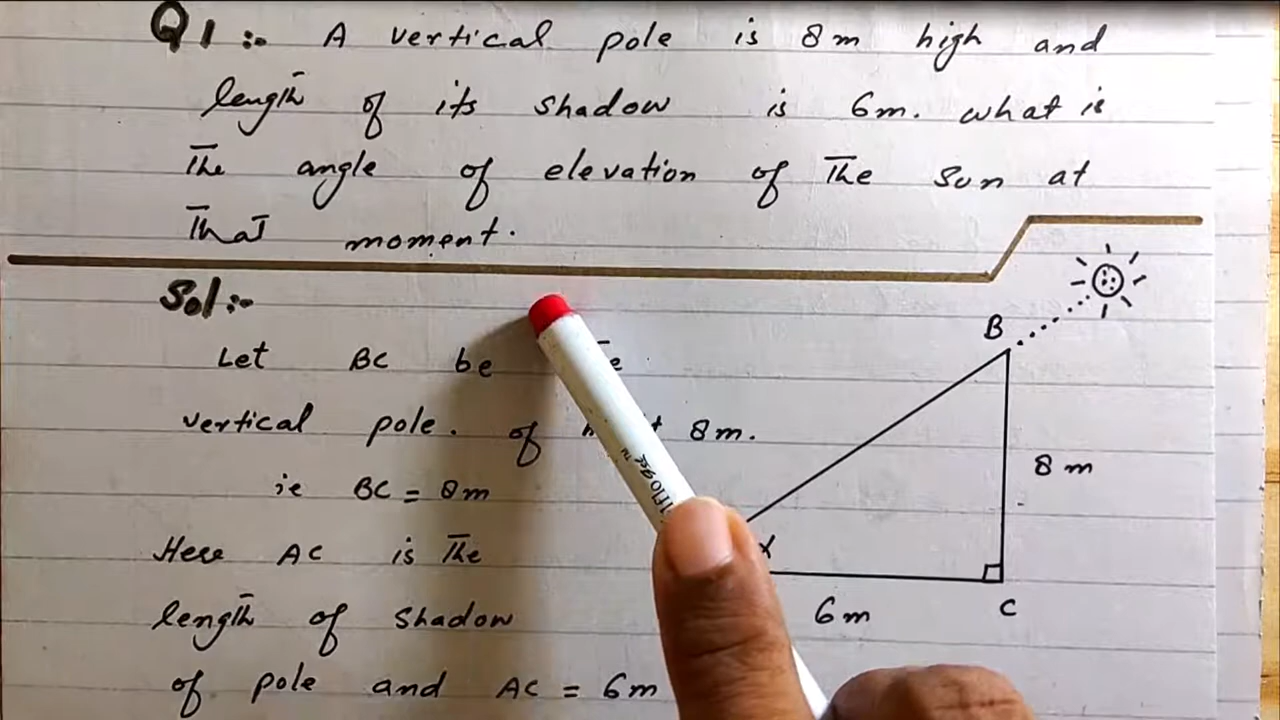 Q1:- A vertical pole is 8m high and
length of its shadow is 6m. what is
The angle of elevation of The Sun at
That moment.
Sol:-
Let BC be
vertical pole. of 8m.
ie BC = 8m
Here AC is The
length of shadow
of pole and AC = 6m
B
8 m
α
6m
C